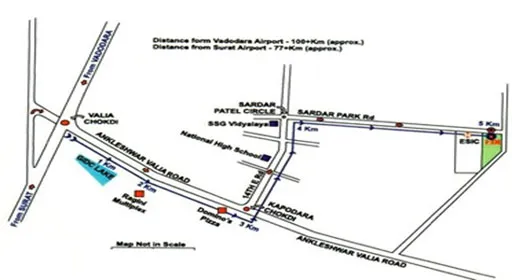 Distance form Vadodara Airport - 100+Km (approx.)
Distance from Surat Airport - 77+Km (approx.)
From VADODARA
VALIA
CHOKDI
SARDAR
PATEL CIRCLE
SARDAR PARK Rd
SSG Vidyalaya
4 Km
5 Km
ESIC
National High School
ANKLESHWAR VALIA ROAD
GIDC LAKE
1 Km
2 Km
14TH E Rd
KAPODARA
CHOKDI
Ragini
Multiplex
Domino's
Pizza
3 Km
From SURAT
ANKLESHWAR VALIA ROAD
Map Not in Scale